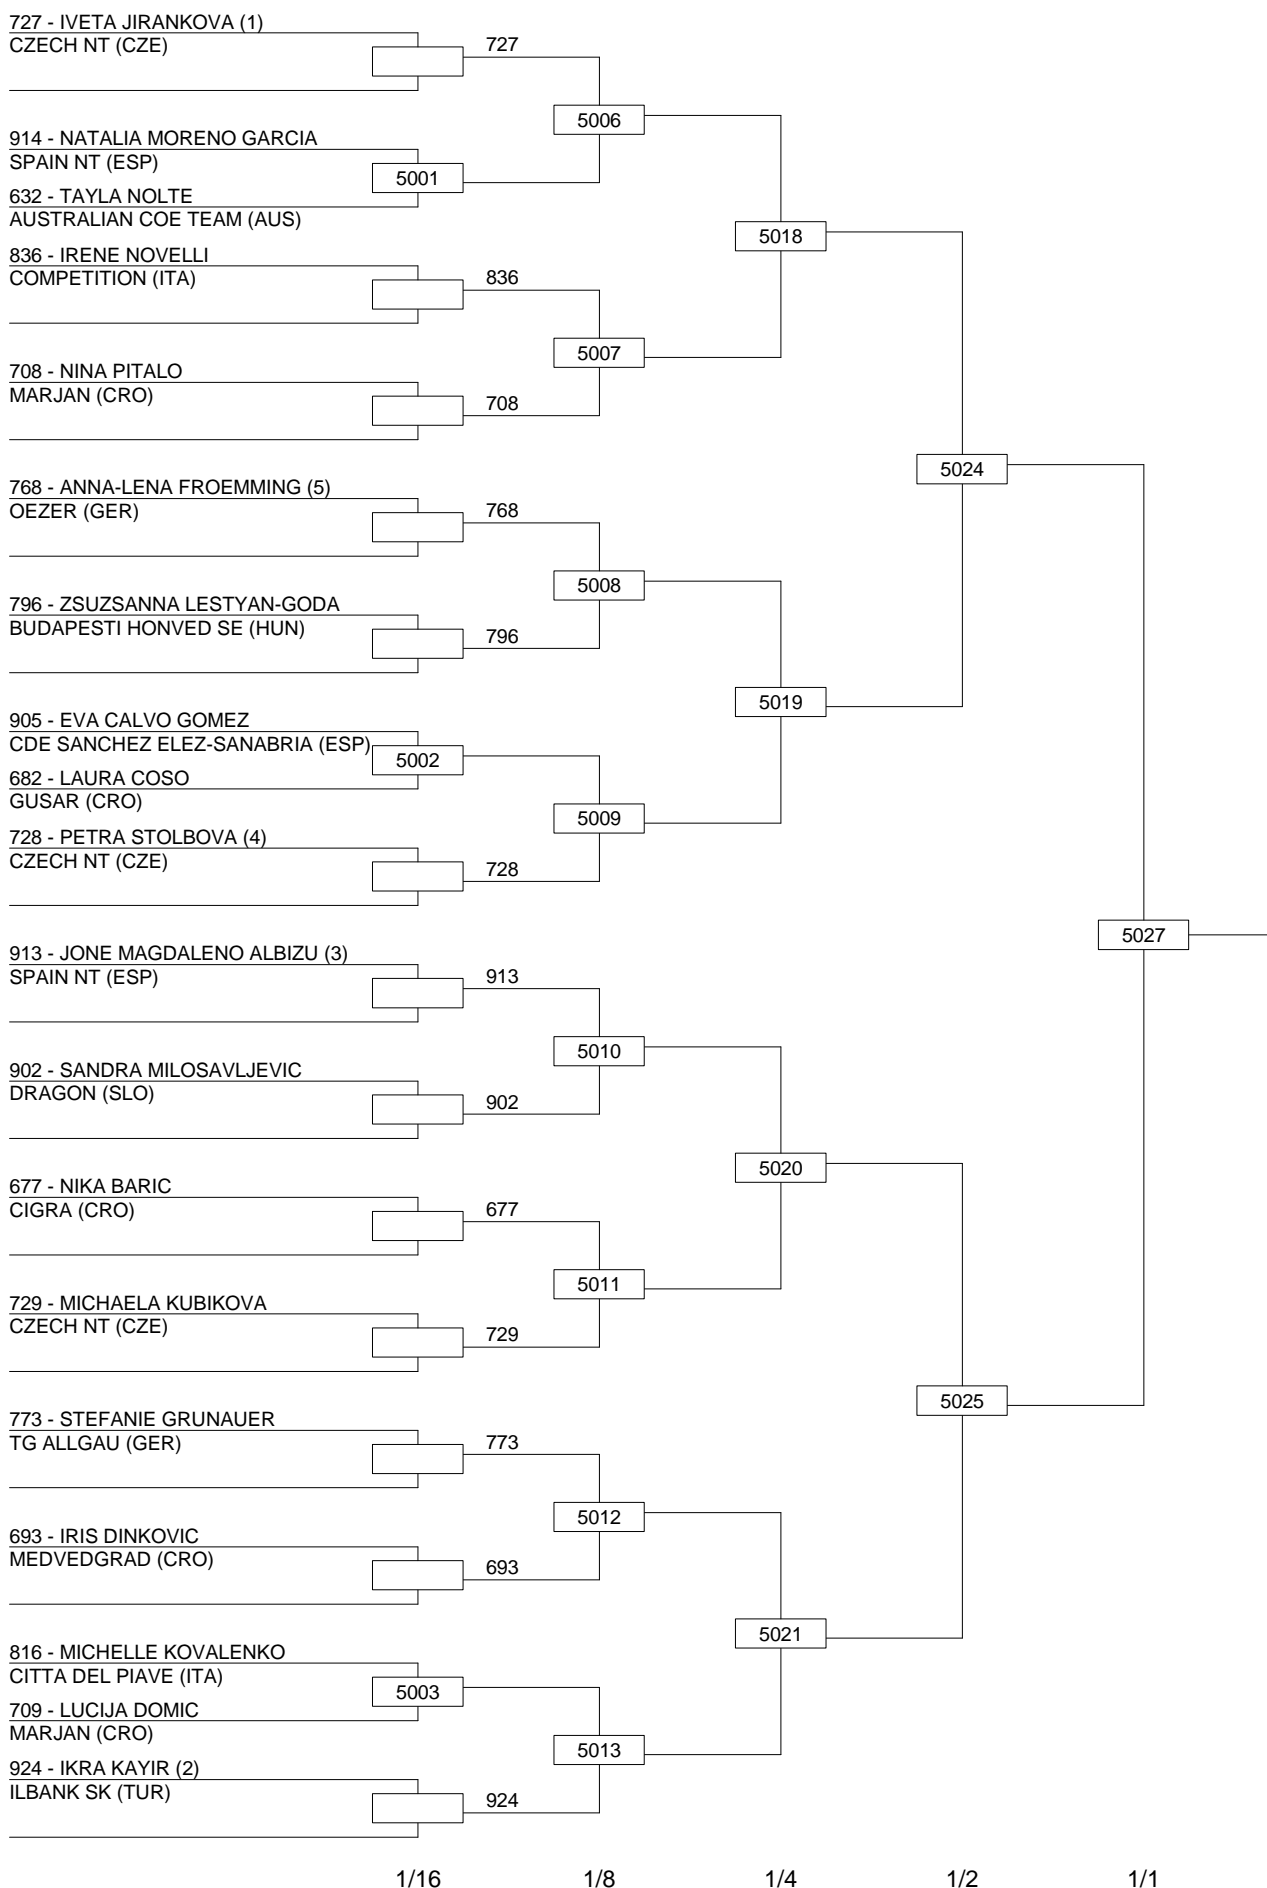 727 - IVETA JIRANKOVA (1)
CZECH NT (CZE)
727
5006
914 - NATALIA MORENO GARCIA
SPAIN NT (ESP)
5001
632 - TAYLA NOLTE
AUSTRALIAN COE TEAM (AUS)
5018
836 - IRENE NOVELLI
COMPETITION (ITA)
836
5007
708 - NINA PITALO
MARJAN (CRO)
708
5024
768 - ANNA-LENA FROEMMING (5)
OEZER (GER)
768
5008
796 - ZSUZSANNA LESTYAN-GODA
BUDAPESTI HONVED SE (HUN)
796
5019
905 - EVA CALVO GOMEZ
CDE SANCHEZ ELEZ-SANABRIA (ESP)
5002
682 - LAURA COSO
GUSAR (CRO)
5009
728 - PETRA STOLBOVA (4)
CZECH NT (CZE)
728
5027
913 - JONE MAGDALENO ALBIZU (3)
SPAIN NT (ESP)
913
5010
902 - SANDRA MILOSAVLJEVIC
DRAGON (SLO)
902
5020
677 - NIKA BARIC
CIGRA (CRO)
677
5011
729 - MICHAELA KUBIKOVA
CZECH NT (CZE)
729
5025
773 - STEFANIE GRUNAUER
TG ALLGAU (GER)
773
5012
693 - IRIS DINKOVIC
MEDVEDGRAD (CRO)
693
5021
816 - MICHELLE KOVALENKO
CITTA DEL PIAVE (ITA)
5003
709 - LUCIJA DOMIC
MARJAN (CRO)
5013
924 - IKRA KAYIR (2)
ILBANK SK (TUR)
924
1/16 1/8 1/4 1/2 1/1